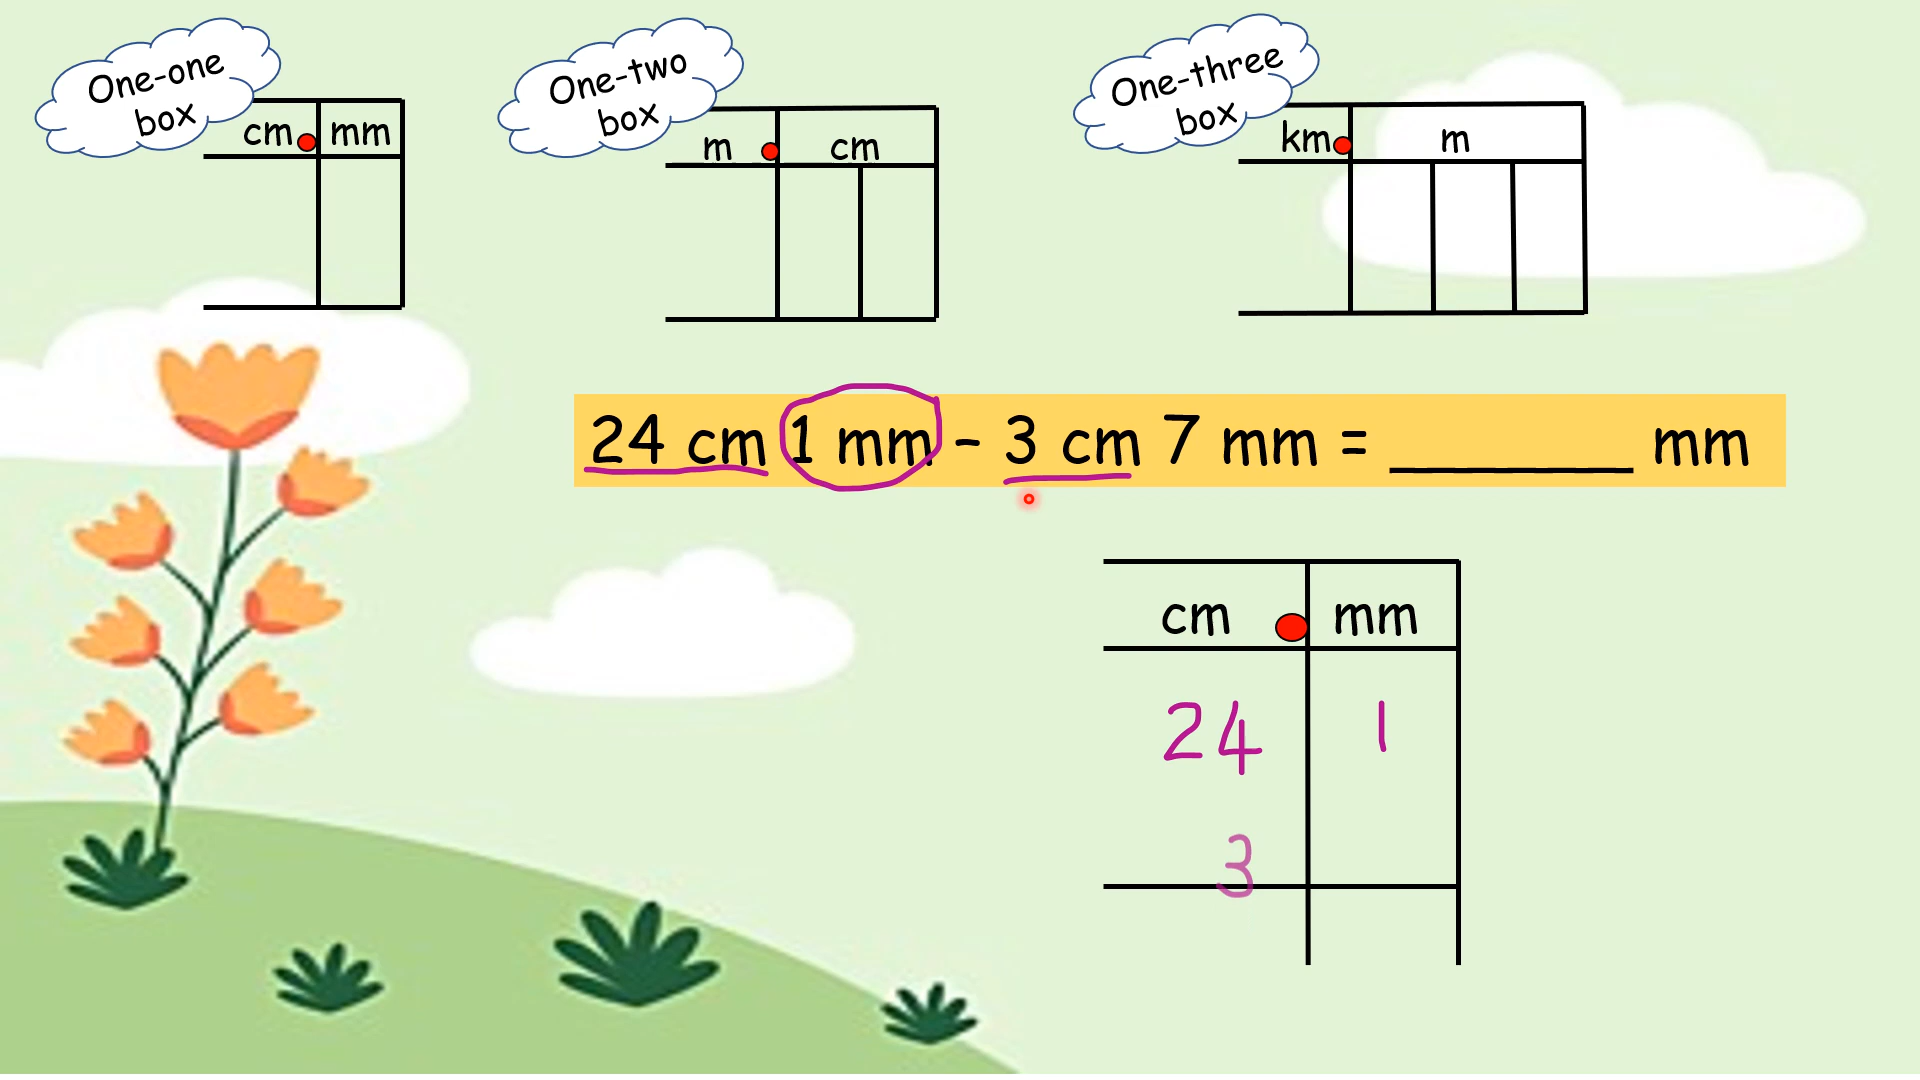 One-one
box
cm mm
One-two
box
m cm
One-three
box
km m
24 cm 1 mm - 3 cm 7 mm = ______ mm
cm mm
24 1
3